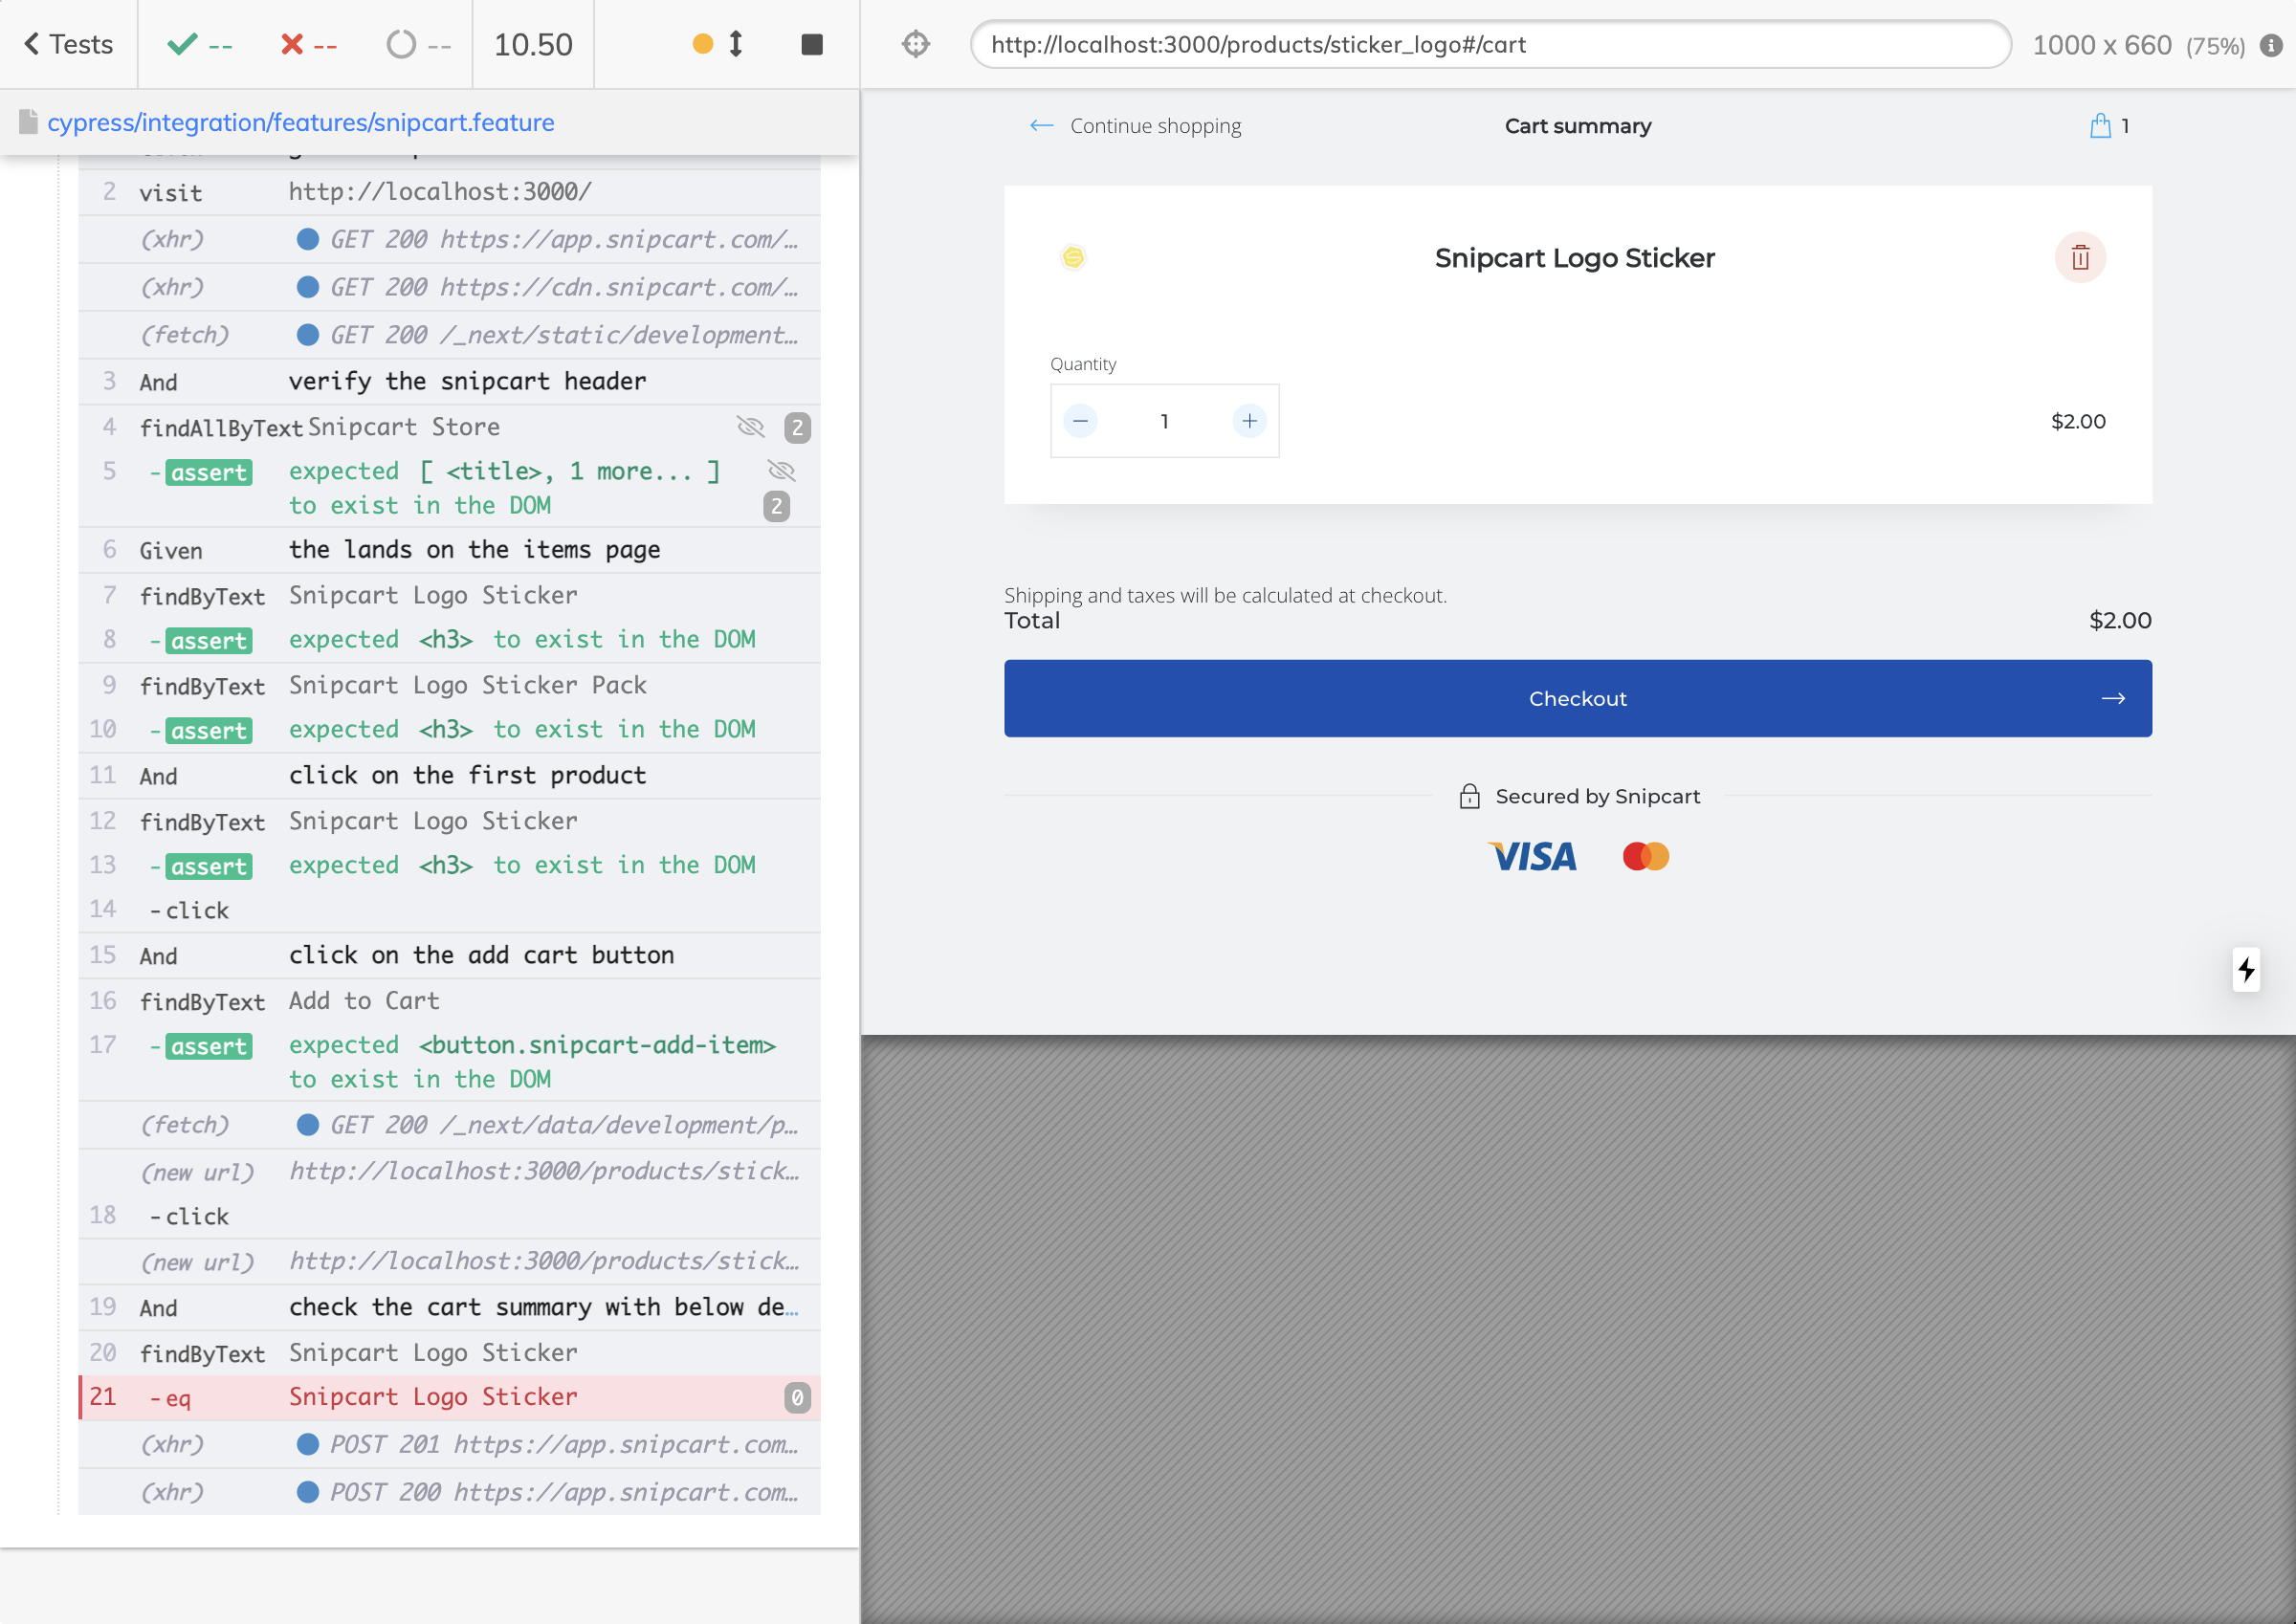 Tests
--
--
--
10.50
http://localhost:3000/products/sticker_logo#/cart
1000 x 660 (75%)
cypress/integration/features/snipcart.feature
2 visit http://localhost:3000/
(xhr) GET 200 https://app.snipcart.com/…
(xhr) GET 200 https://cdn.snipcart.com/…
(fetch) GET 200 /_next/static/development…
3 And verify the snipcart header
4 findAllByText Snipcart Store 2
5 -assert expected [ <title>, 1 more... ]
to exist in the DOM 2
6 Given the lands on the items page
7 findByText Snipcart Logo Sticker
8 -assert expected <h3> to exist in the DOM
9 findByText Snipcart Logo Sticker Pack
10 -assert expected <h3> to exist in the DOM
11 And click on the first product
12 findByText Snipcart Logo Sticker
13 -assert expected <h3> to exist in the DOM
14 -click
15 And click on the add cart button
16 findByText Add to Cart
17 -assert expected <button.snipcart-add-item>
to exist in the DOM
(fetch) GET 200 /_next/data/development/p…
(new url) http://localhost:3000/products/stick…
18 -click
(new url) http://localhost:3000/products/stick…
19 And check the cart summary with below de…
20 findByText Snipcart Logo Sticker
21 -eq Snipcart Logo Sticker 0
(xhr) POST 201 https://app.snipcart.com…
(xhr) POST 200 https://app.snipcart.com…
Continue shopping
Cart summary
1
Snipcart Logo Sticker
Quantity
1
$2.00
Shipping and taxes will be calculated at checkout.
Total $2.00
Checkout
Secured by Snipcart
VISA